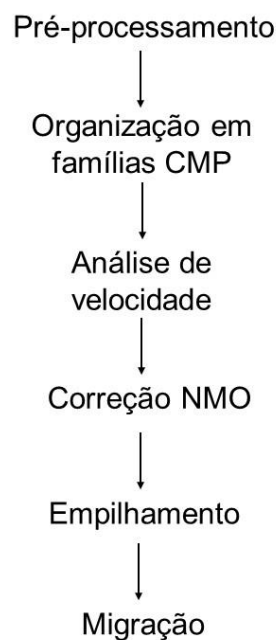 Pré-processamento
Organização em
famílias CMP
Análise de
velocidade
Correção NMO
Empilhamento
Migração